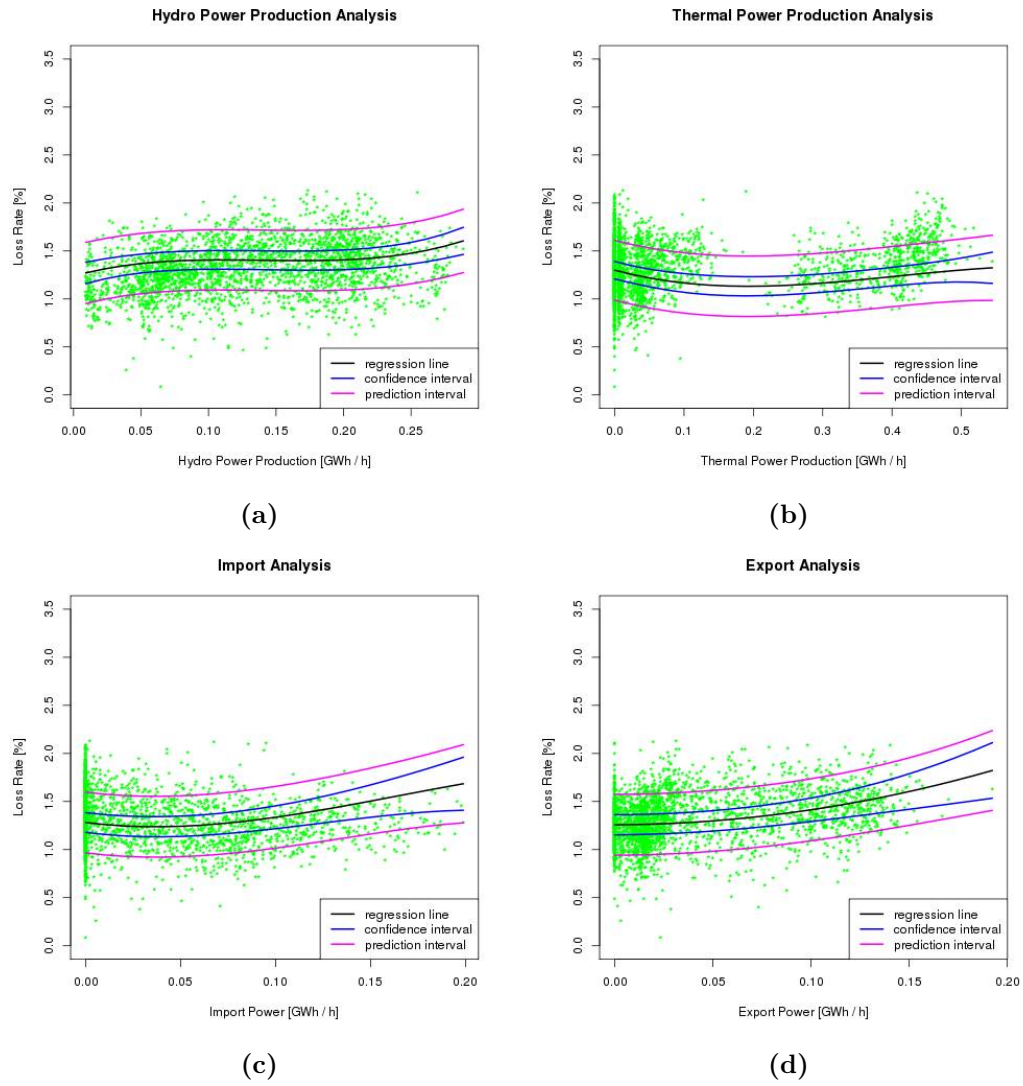 Hydro Power Production Analysis
Loss Rate [%]
3.5
3.0
2.5
2.0
1.5
1.0
0.5
0.0
regression line
confidence interval
prediction interval
0.00 0.05 0.10 0.15 0.20 0.25
Hydro Power Production [GWh / h]
(a)
Thermal Power Production Analysis
Loss Rate [%]
3.5
3.0
2.5
2.0
1.5
1.0
0.5
0.0
regression line
confidence interval
prediction interval
0.0 0.1 0.2 0.3 0.4 0.5
Thermal Power Production [GWh / h]
(b)
Import Analysis
Loss Rate [%]
3.5
3.0
2.5
2.0
1.5
1.0
0.5
0.0
regression line
confidence interval
prediction interval
0.00 0.05 0.10 0.15 0.20
Import Power [GWh / h]
(c)
Export Analysis
Loss Rate [%]
3.5
3.0
2.5
2.0
1.5
1.0
0.5
0.0
regression line
confidence interval
prediction interval
0.00 0.05 0.10 0.15 0.20
Export Power [GWh / h]
(d)